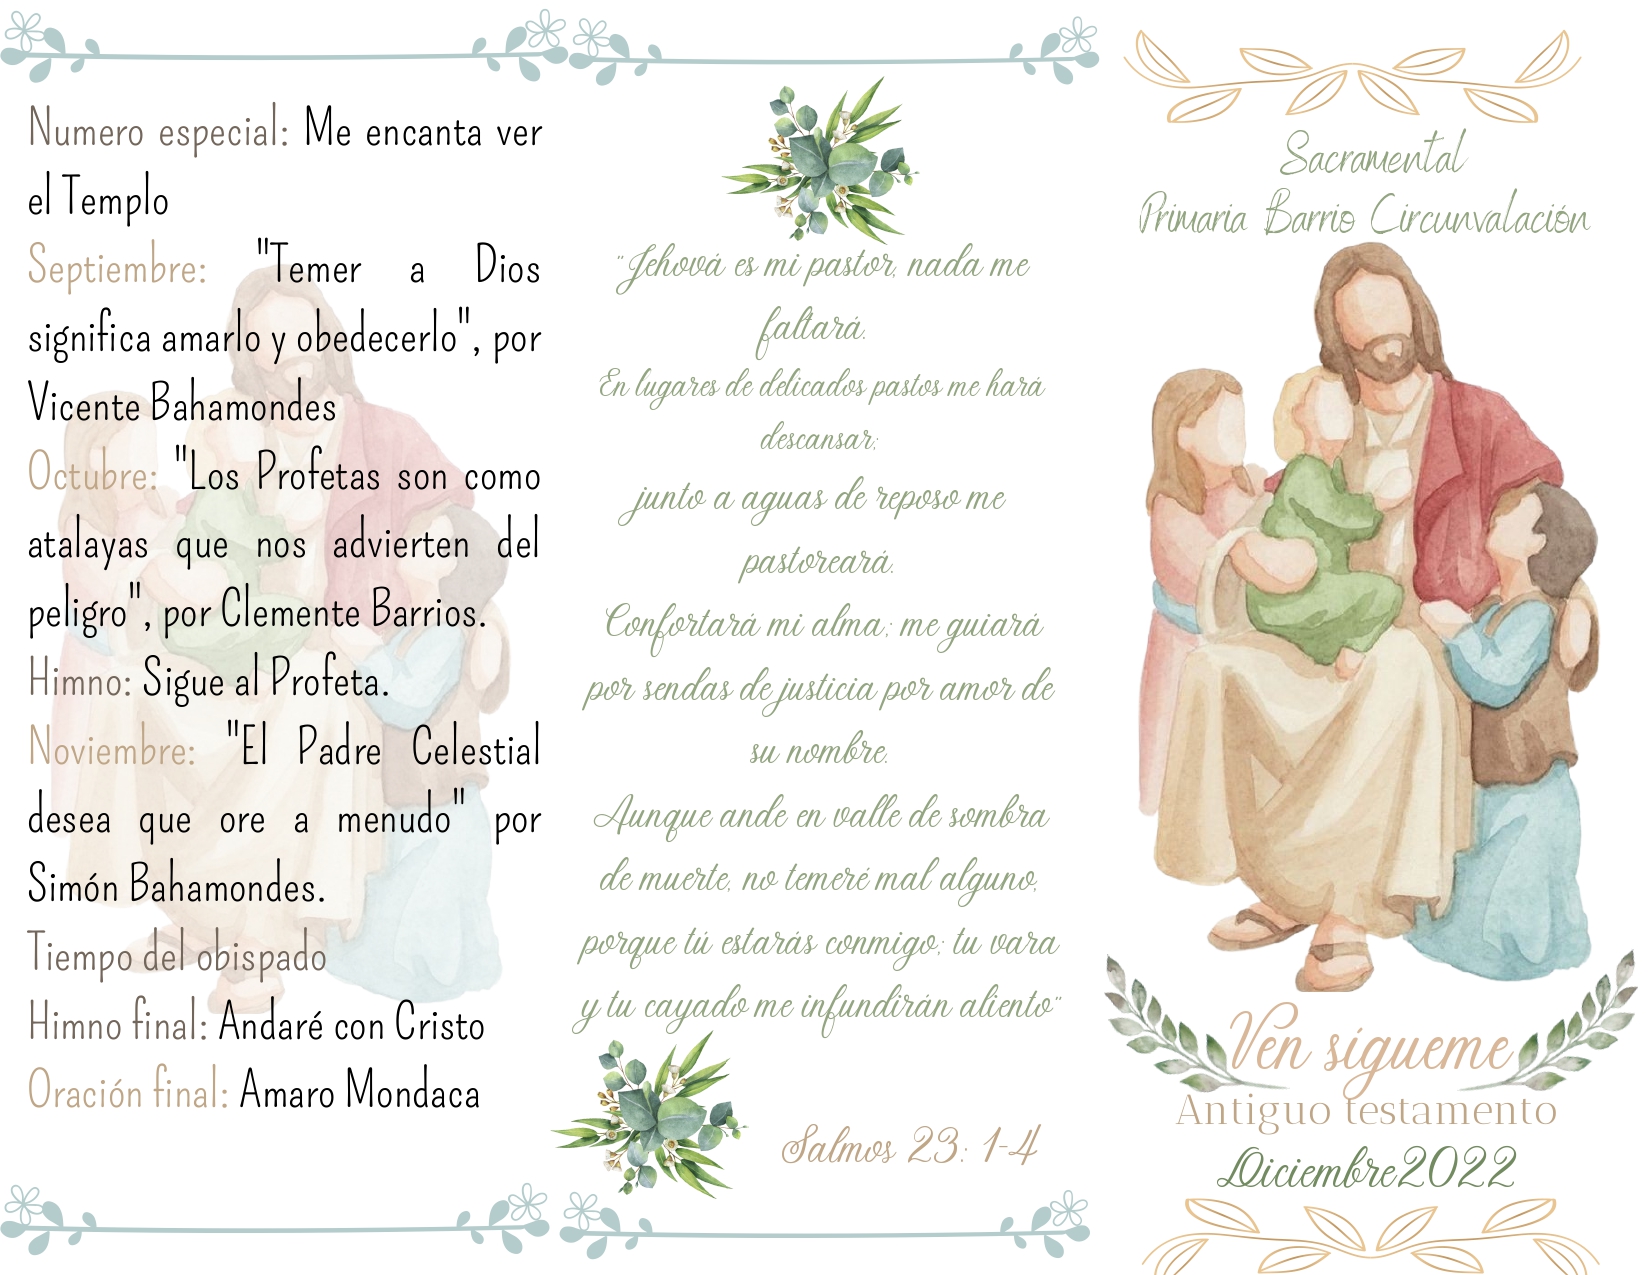 Numero especial: Me encanta ver
el Templo
Septiembre: "Temer a Dios
significa amarlo y obedecerlo", por
Vicente Bahamondes
Octubre: "Los Profetas son como
atalayas que nos advierten del
peligro", por Clemente Barrios.
Himno: Sigue al Profeta.
Noviembre: "El Padre Celestial
desea que ore a menudo" por
Simón Bahamondes.
Tiempo del obispado
Himno final: Andaré con Cristo
Oración final: Amaro Mondaca
"Jehová es mi pastor, nada me
faltará.
En lugares de delicados pastos me hará
descansar;
junto a aguas de reposo me
pastoreará.
Confortará mi alma; me guiará
por sendas de justicia por amor de
su nombre.
Aunque ande en valle de sombra
de muerte, no temeré mal alguno,
porque tú estarás conmigo; tu vara
y tu cayado me infundirán aliento"
Salmos 23: 1-4
Sacramental
Primaria Barrio Circunvalación
Ven sígueme
Antiguo testamento
Diciembre2022